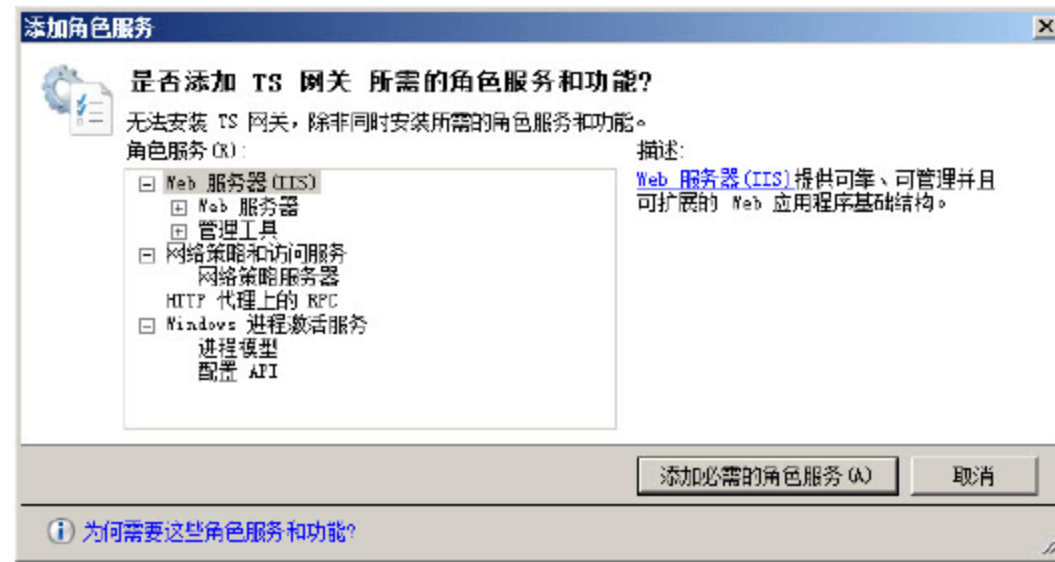 添加角色服务
是否添加 TS 网关 所需的角色服务和功能?
无法安装 TS 网关，除非同时安装所需的角色服务和功能。
角色服务(R):
Web 服务器(IIS)
Web 服务器
管理工具
网络策略和访问服务
网络策略服务器
HTTP 代理上的 RPC
Windows 进程激活服务
进程模型
配置 API
描述:
Web 服务器(IIS)提供可靠、可管理并且
可扩展的 Web 应用程序基础结构。
添加必需的角色服务(A)
取消
为何需要这些角色服务和功能?